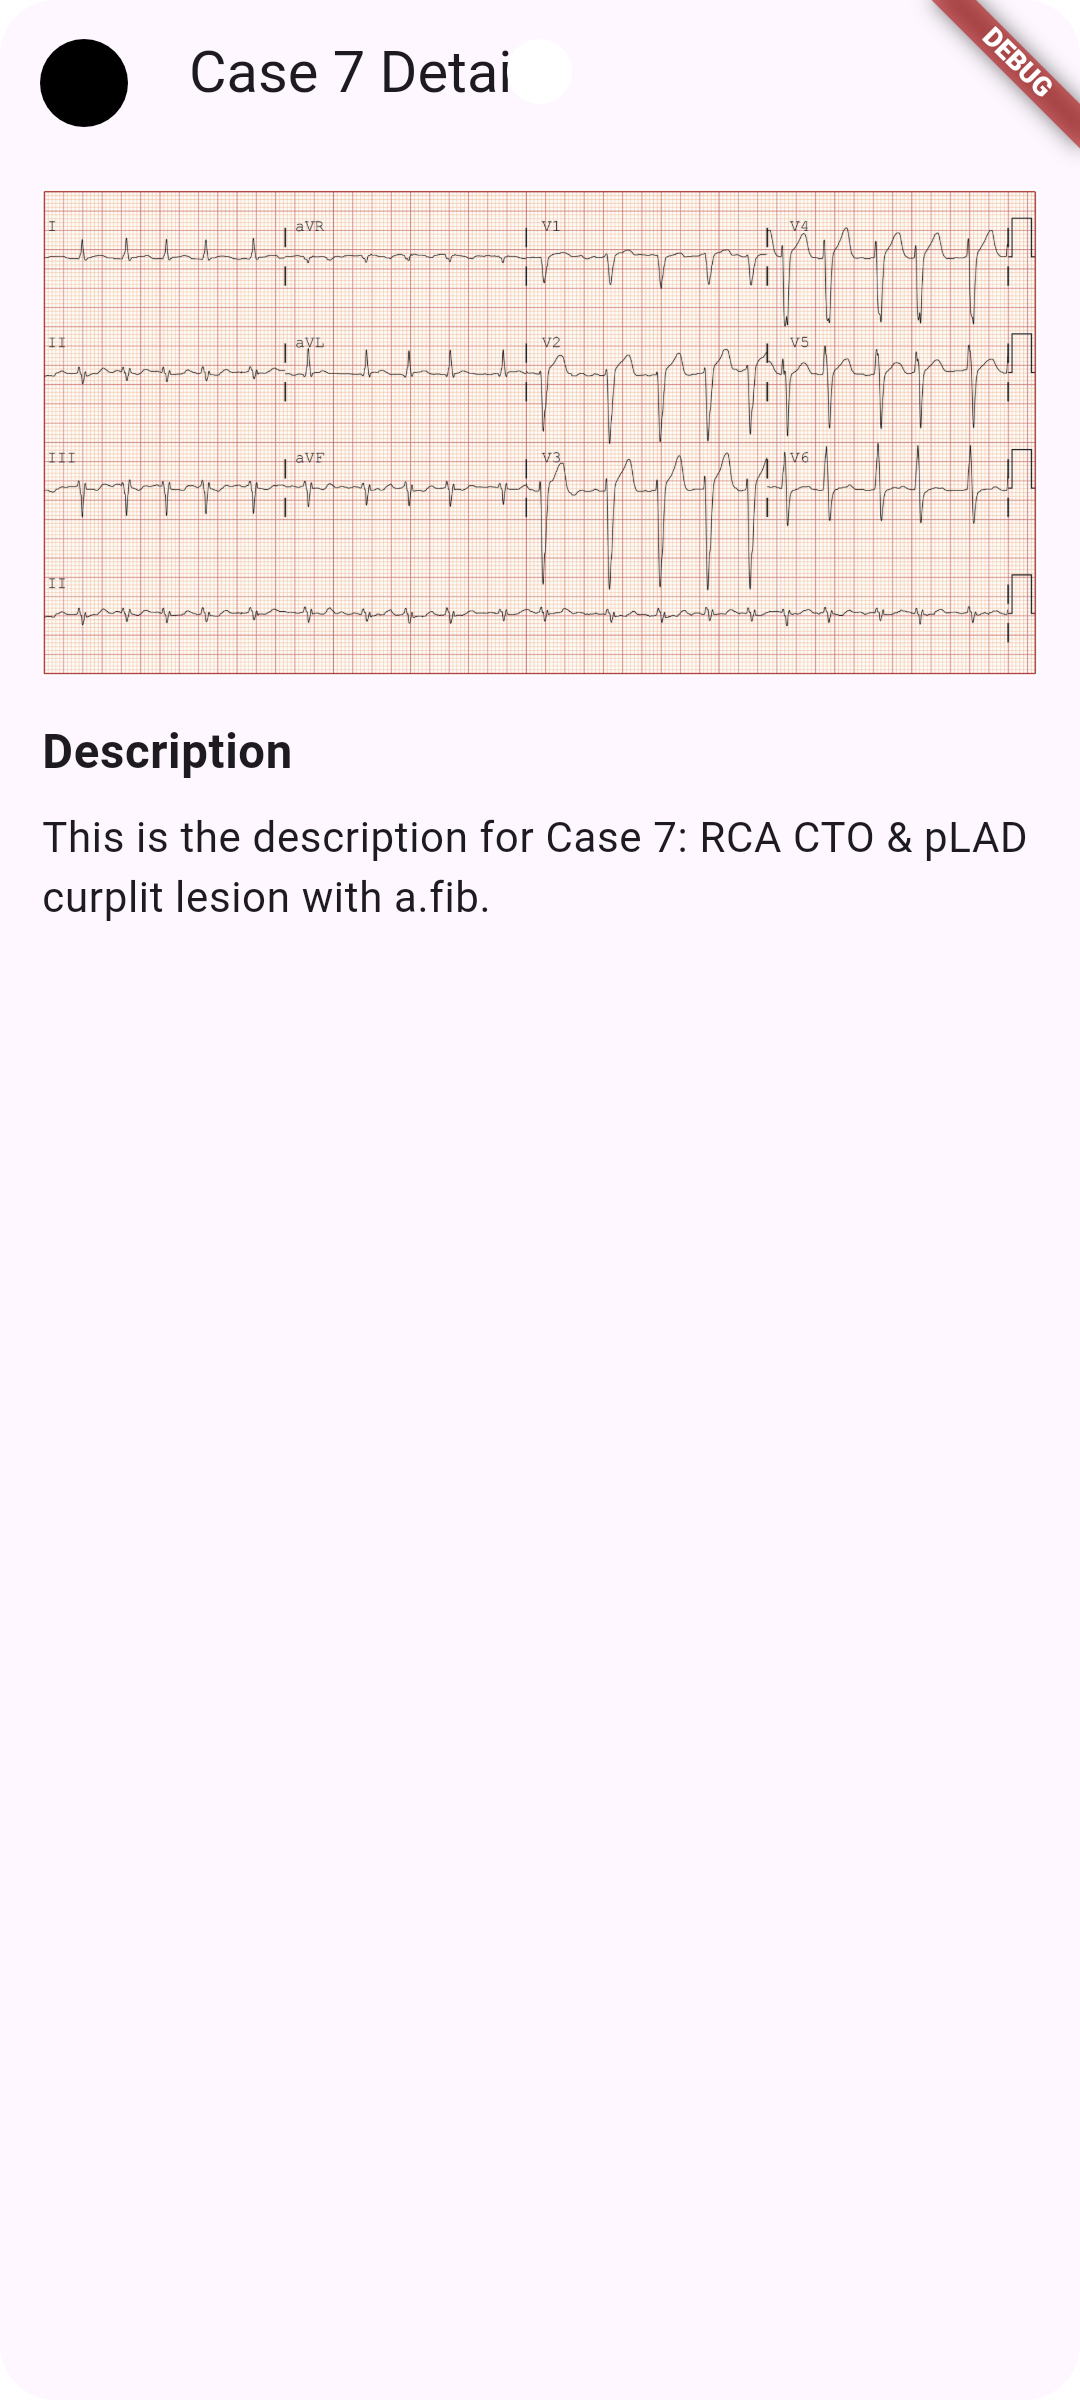 Case 7 Detai
DEBUG
I aVR V1 V4
II aVL V2 V5
III aVF V3 V6
II
Description
This is the description for Case 7: RCA CTO & pLAD
curplit lesion with a.fib.